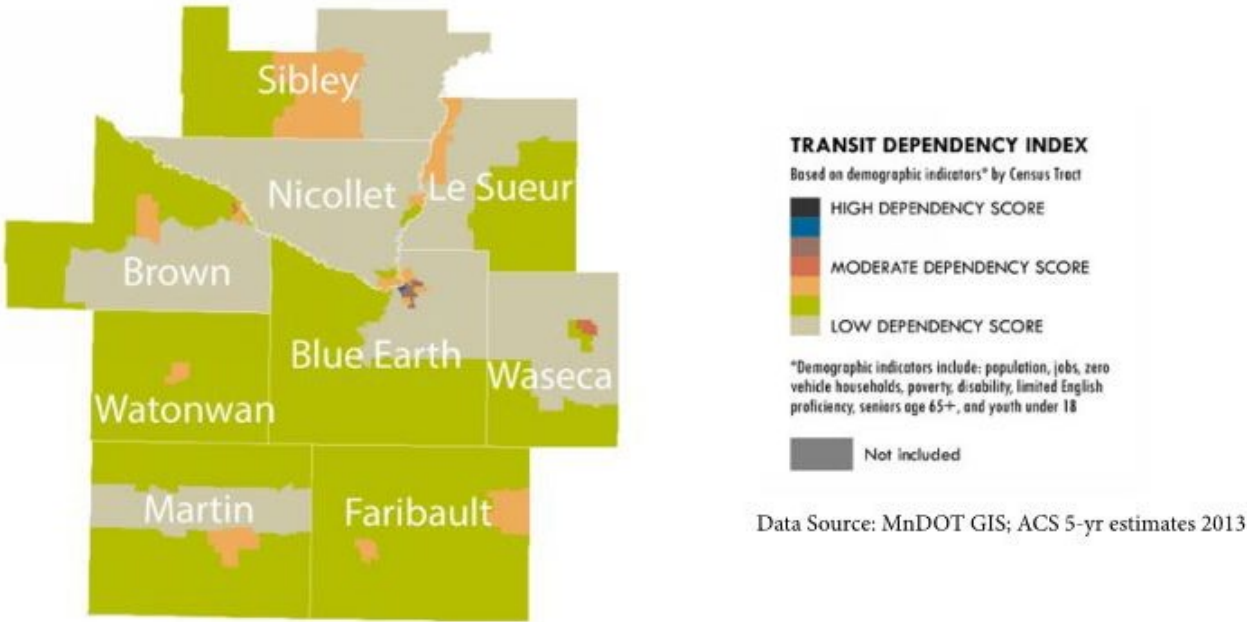 Sibley
Nicollet
Le Sueur
Brown
Blue Earth
Waseca
Watonwan
Martin
Faribault
TRANSIT DEPENDENCY INDEX
Based on demographic indicators* by Census Tract
HIGH DEPENDENCY SCORE
MODERATE DEPENDENCY SCORE
LOW DEPENDENCY SCORE
*Demographic indicators include: population, jobs, zero
vehicle households, poverty, disability, limited English
proficiency, seniors age 65+, and youth under 18
Not included
Data Source: MnDOT GIS; ACS 5-yr estimates 2013